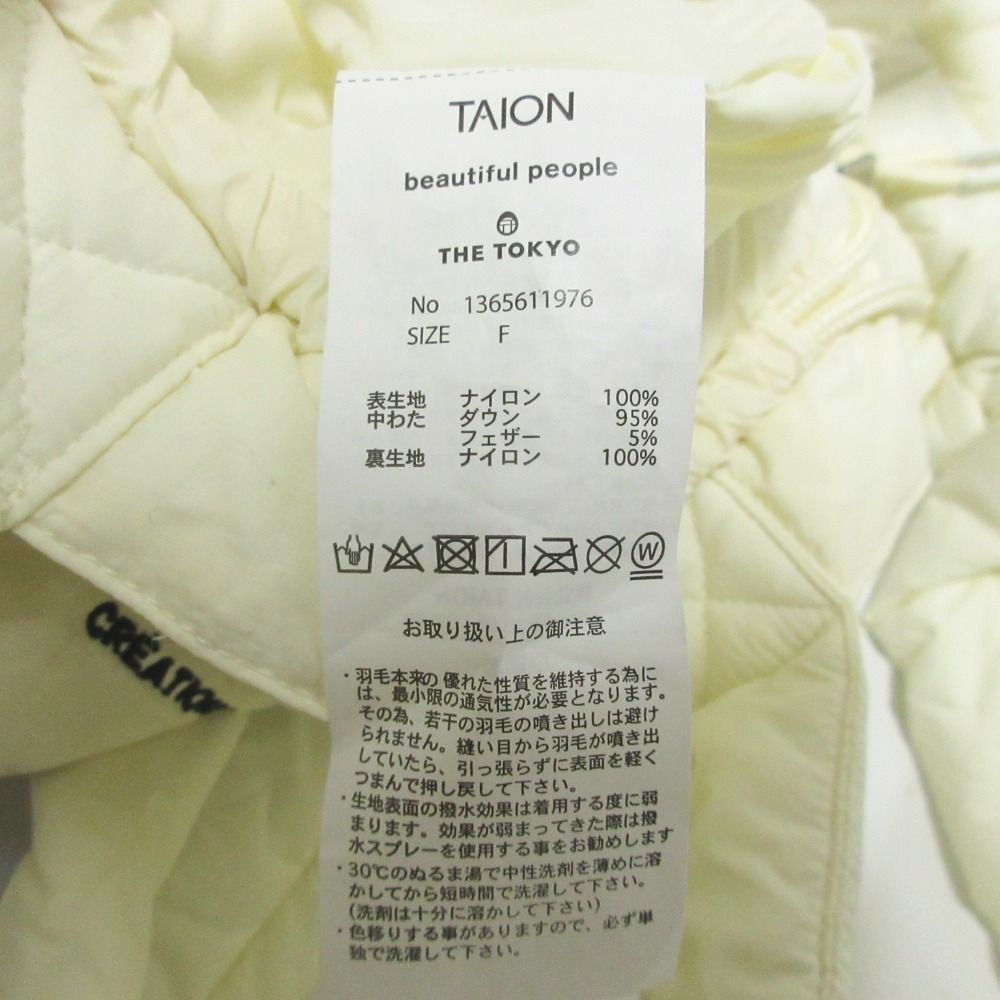 TAION
beautiful people
THE TOKYO
No 1365611976
SIZE F
表生地 ナイロン 100%
中わた ダウン 95%
フェザー 5%
裏生地 ナイロン 100%
W
お取り扱い上の御注意
・羽毛本来の優れた性質を維持する為に
は、最小限の通気性が必要となります。
その為、若干の羽毛の噴き出しは避け
られません。縫い目から羽毛が噴き出
していたら、引っ張らずに表面を軽く
つまんで押し戻して下さい。
・生地表面の撥水効果は着用する度に弱
まります。効果が弱まってきた際は撥
水スプレーを使用する事をお勧めします
・30℃のぬるま湯で中性洗剤を薄めに溶
かしてから短時間で洗濯して下さい。
(洗剤は十分に溶かして下さい)
・色移りする事がありますので、必ず単
独で洗濯して下さい。
CREATION